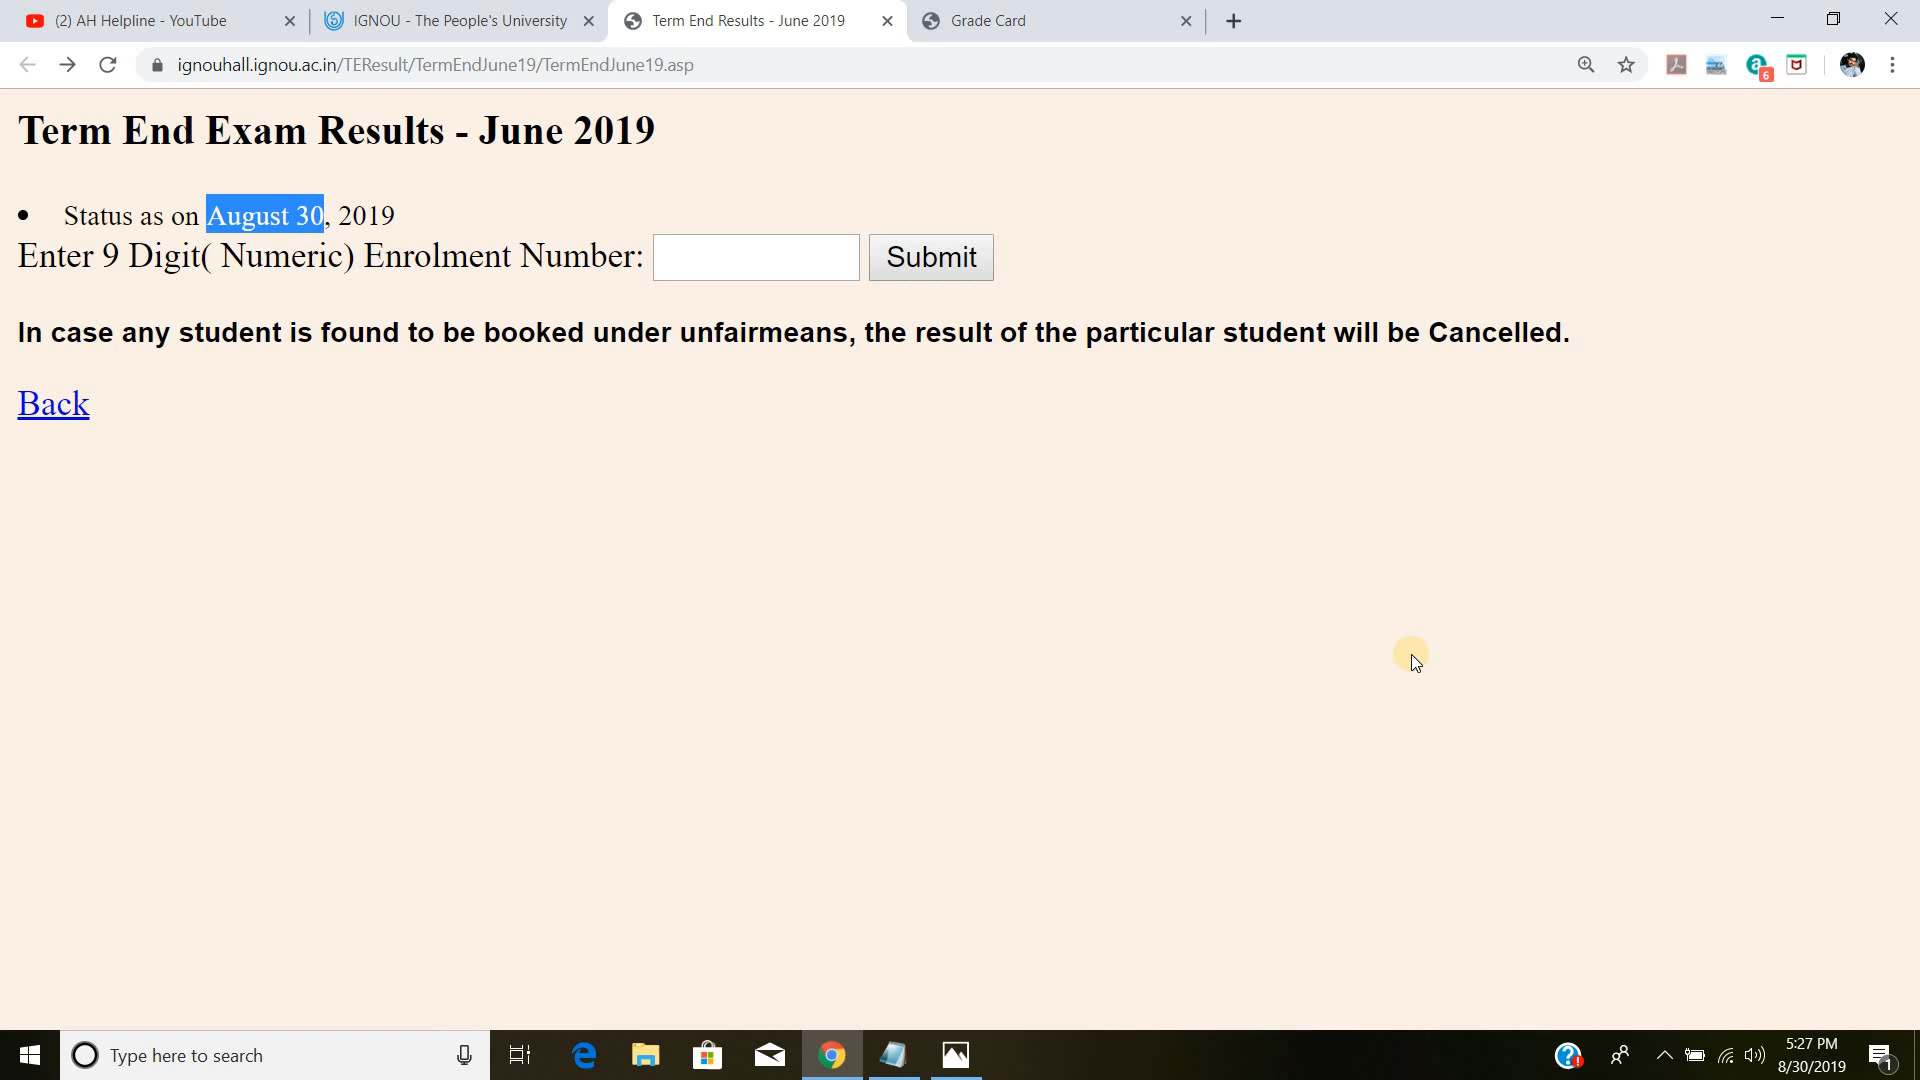 (2) AH Helpline - YouTube
IGNOU - The People's University
Term End Results - June 2019
Grade Card
ignouhall.ignou.ac.in/TEResult/TermEndJune19/TermEndJune19.asp
6
Term End Exam Results - June 2019
• Status as on August 30, 2019
Enter 9 Digit( Numeric) Enrolment Number: Submit
In case any student is found to be booked under unfairmeans, the result of the particular student will be Cancelled.
Back
Type here to search
5:27 PM
8/30/2019
1